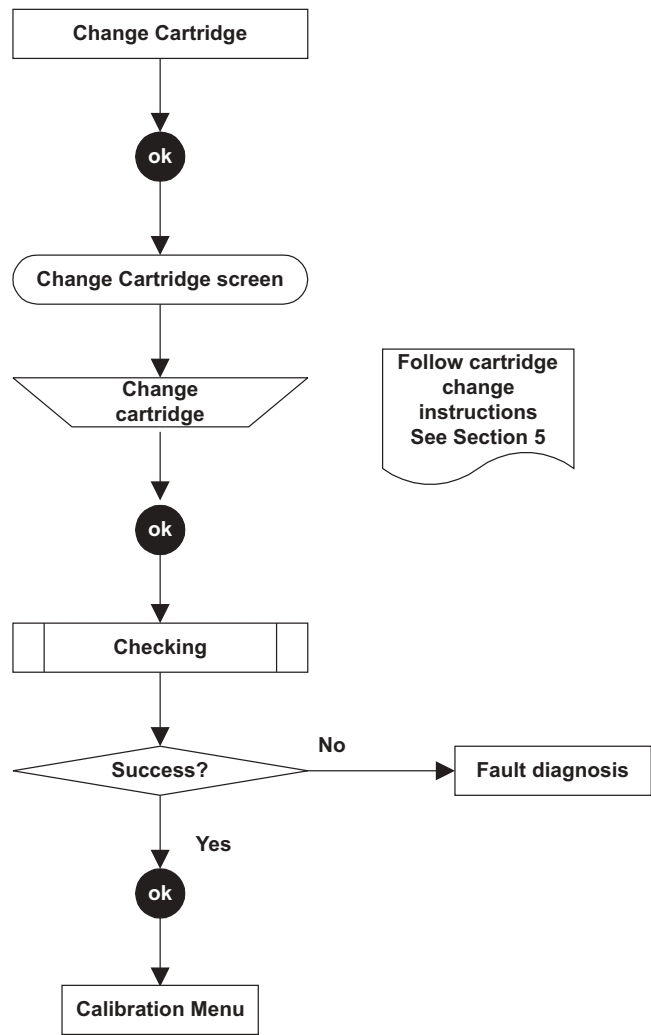 Change Cartridge
ok
Change Cartridge screen
Change
cartridge
Follow cartridge
change
instructions
See Section 5
ok
Checking
Success?
No
Fault diagnosis
Yes
ok
Calibration Menu